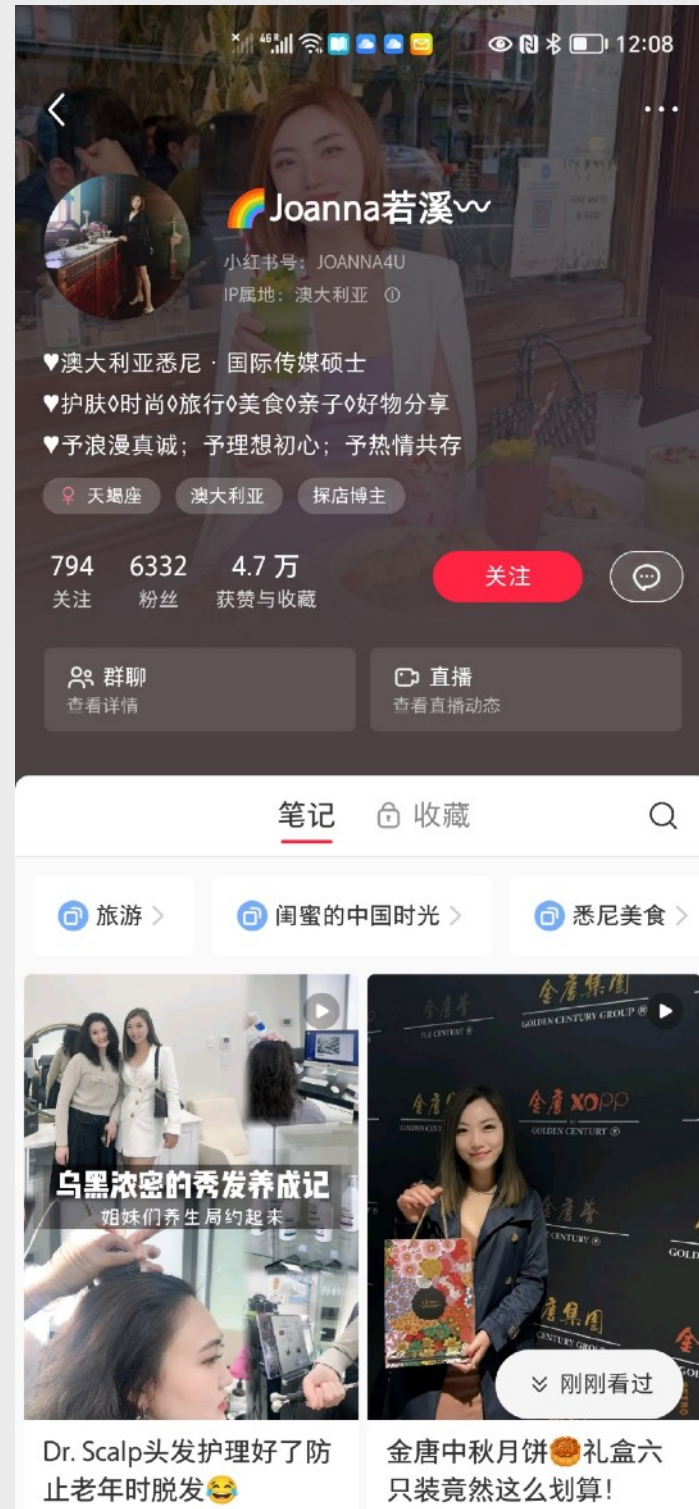 12:08
🌈Joanna若溪〰
小红书号：JOANNA4U
IP属地：澳大利亚
♥澳大利亚悉尼 · 国际传媒硕士
♥护肤◊时尚◊旅行◊美食◊亲子◊好物分享
♥予浪漫真诚；予理想初心；予热情共存
♀ 天蝎座 澳大利亚 探店博主
794 6332 4.7 万
关注 粉丝 获赞与收藏
关注
群聊 直播
查看详情 查看直播动态
笔记 收藏
旅游 闺蜜的中国时光 悉尼美食
乌黑浓密的秀发养成记
姐妹们养生局约起来
金唐集團
GOLDEN CENTURY GROUP ®
金唐 XOPP
GOLDEN CENTURY ®
刚刚看过
Dr. Scalp头发护理好了防
止老年时脱发😂
金唐中秋月饼🥮礼盒六
只装竟然这么划算！